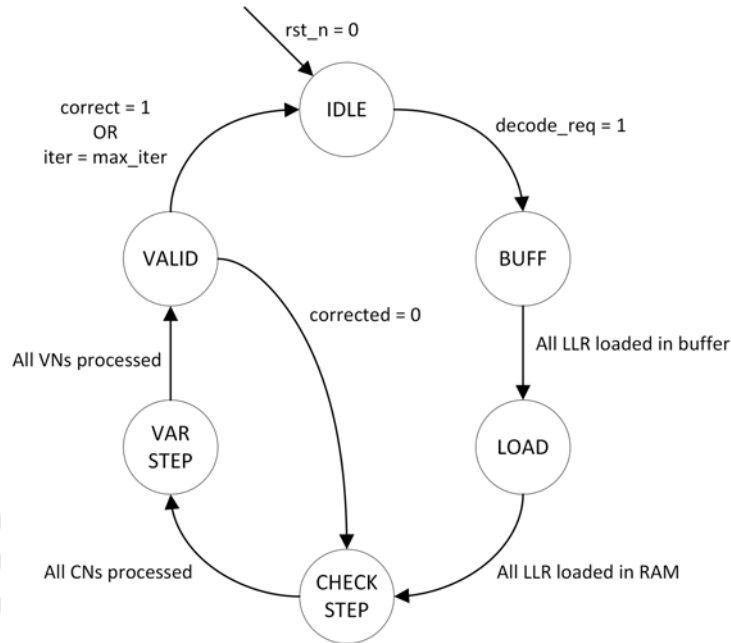 rst_n = 0
IDLE
correct = 1
OR
iter = max_iter
decode_req = 1
VALID
BUFF
corrected = 0
All LLR loaded in buffer
All VNs processed
VAR
STEP
LOAD
All CNs processed
All LLR loaded in RAM
CHECK
STEP